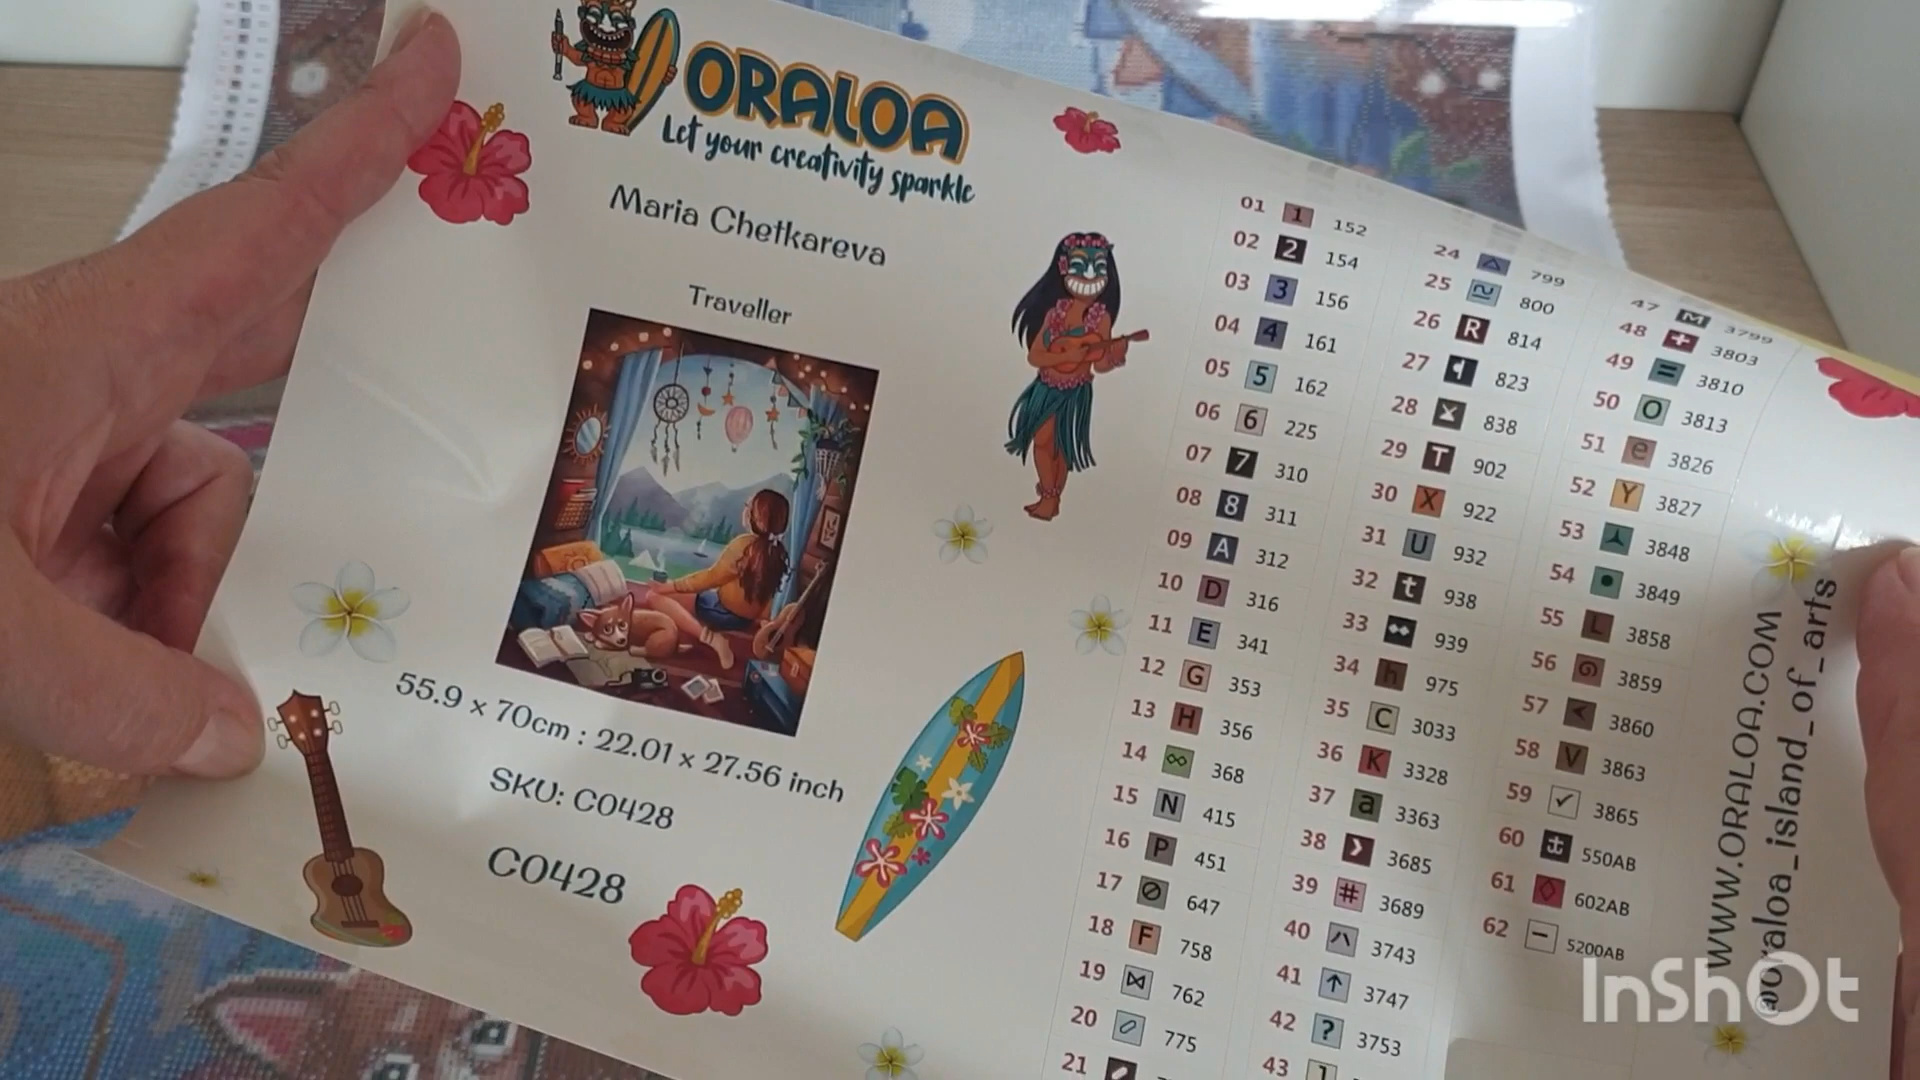 ORALOA
Let your creativity sparkle
Maria Chetkareva
Traveller
55.9 x 70cm : 22.01 x 27.56 inch
SKU: C0428
C0428
01 1 152
02 2 154
03 3 156
04 4 161
05 5 162
06 6 225
07 7 310
08 8 311
09 A 312
10 D 316
11 E 341
12 G 353
13 H 356
14 368
15 N 415
16 P 451
17 ⊘ 647
18 F 758
19 ⋈ 762
20 775
21
24 △ 799
25 ≃ 800
26 R 814
27 823
28 838
29 T 902
30 X 922
31 U 932
32 t 938
33 939
34 h 975
35 C 3033
36 K 3328
37 a 3363
38 3685
39 # 3689
40 3743
41 ↑ 3747
42 ? 3753
43
47 M 3799
48 + 3803
49 = 3810
50 O 3813
51 e 3826
52 Y 3827
53 3848
54 ● 3849
55 L 3858
56 3859
57 3860
58 V 3863
59 ✓ 3865
60 550AB
61 ◇ 602AB
62 − 5200AB
WWW.ORALOA.COM
@oraloa_island_of_arts
InShOt